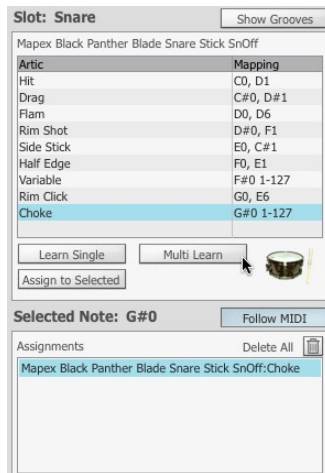 Slot: Snare Show Grooves
Mapex Black Panther Blade Snare Stick SnOff
Artic Mapping
Hit C0, D1
Drag C#0, D#1
Flam D0, D6
Rim Shot D#0, F1
Side Stick E0, C#1
Half Edge F0, E1
Variable F#0 1-127
Rim Click G0, E6
Choke G#0 1-127
Learn Single Multi Learn
Assign to Selected
Selected Note: G#0 Follow MIDI
Assignments Delete All
Mapex Black Panther Blade Snare Stick SnOff:Choke